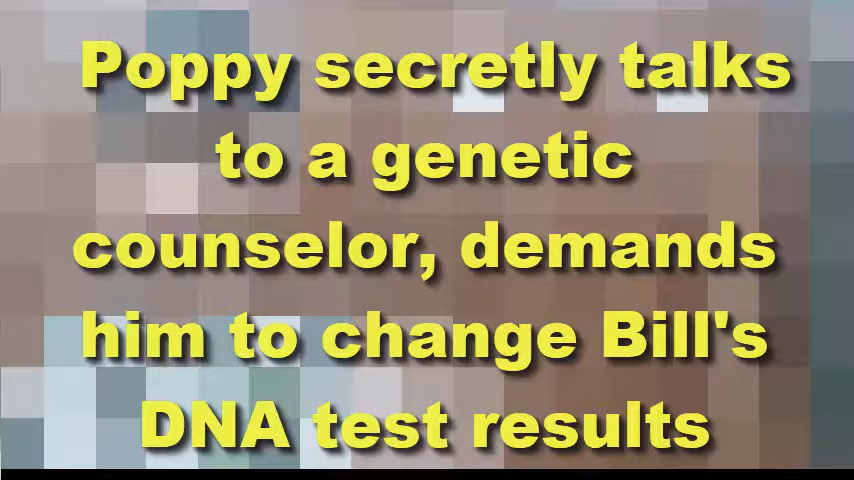 Poppy secretly talks
to a genetic
counselor, demands
him to change Bill's
DNA test results